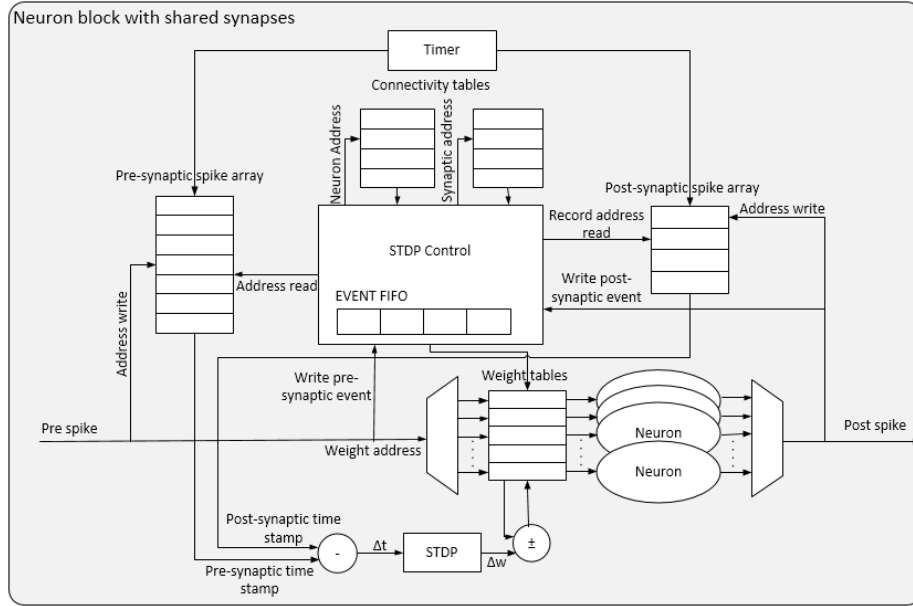 Neuron block with shared synapses
Timer
Connectivity tables
Neuron Address
Synaptic address
Pre-synaptic spike array
Post-synaptic spike array
Address write
Record address
read
STDP Control
Address read
Write post-
synaptic event
EVENT FIFO
Address write
Write pre-
synaptic event
Weight tables
Pre spike
Weight address
Neuron
Neuron
Post spike
Post-synaptic time
stamp
-
Δt
STDP
Δw
±
Pre-synaptic time
stamp